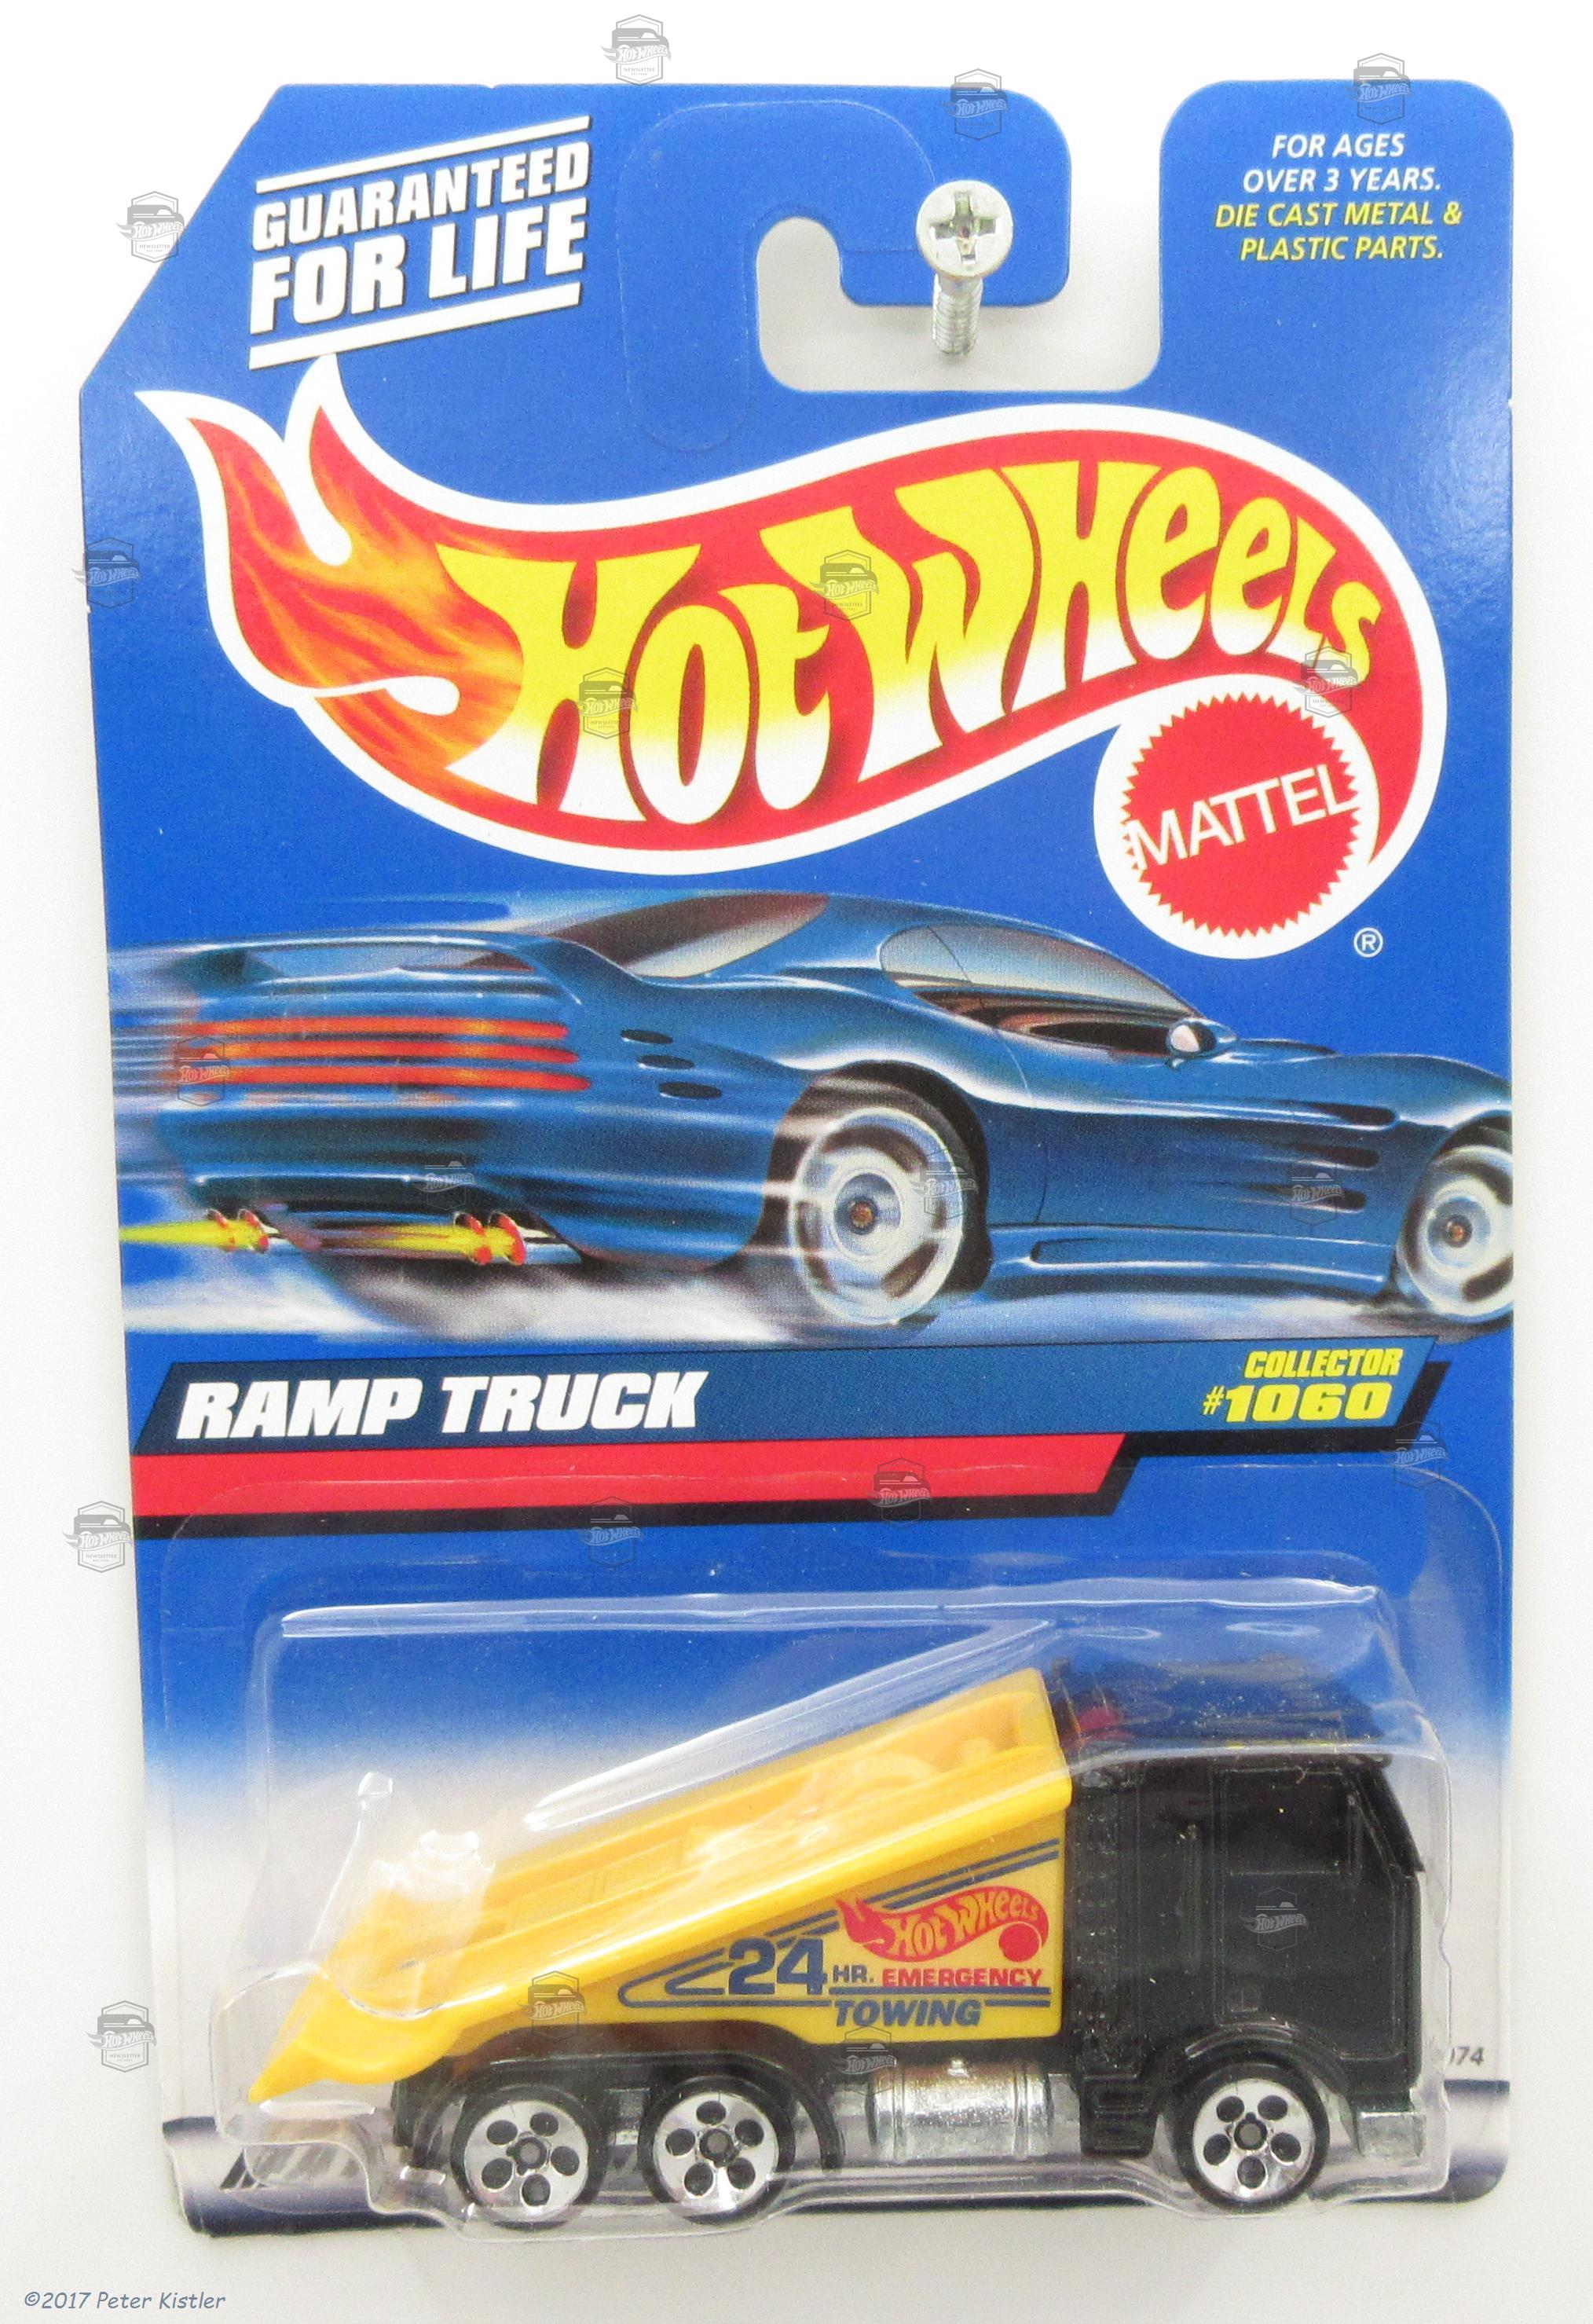 GUARANTEED
FOR LIFE
FOR AGES
OVER 3 YEARS.
DIE CAST METAL &
PLASTIC PARTS.
HOT WHEELS
MATTEL
®
RAMP TRUCK
COLLECTOR
#1060
HOT WHEELS
24 HR. EMERGENCY
TOWING
074
©2017 Peter Kistler